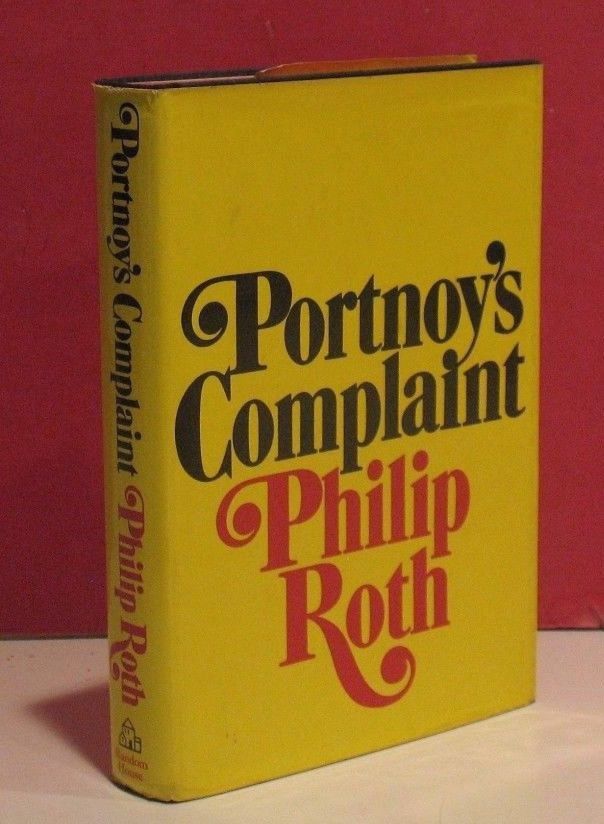 Portnoy's Complaint Philip Roth
Random
House
Portnoy's
Complaint
Philip
Roth